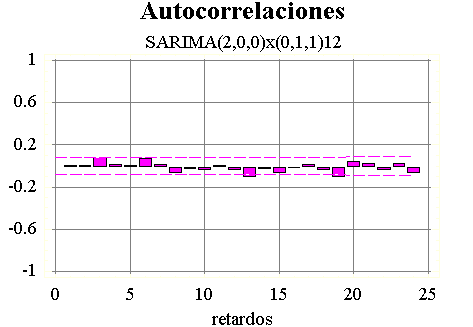 Autocorrelaciones
SARIMA(2,0,0)x(0,1,1)12
1
0.6
0.2
-0.2
-0.6
-1
0 5 10 15 20 25
retardos